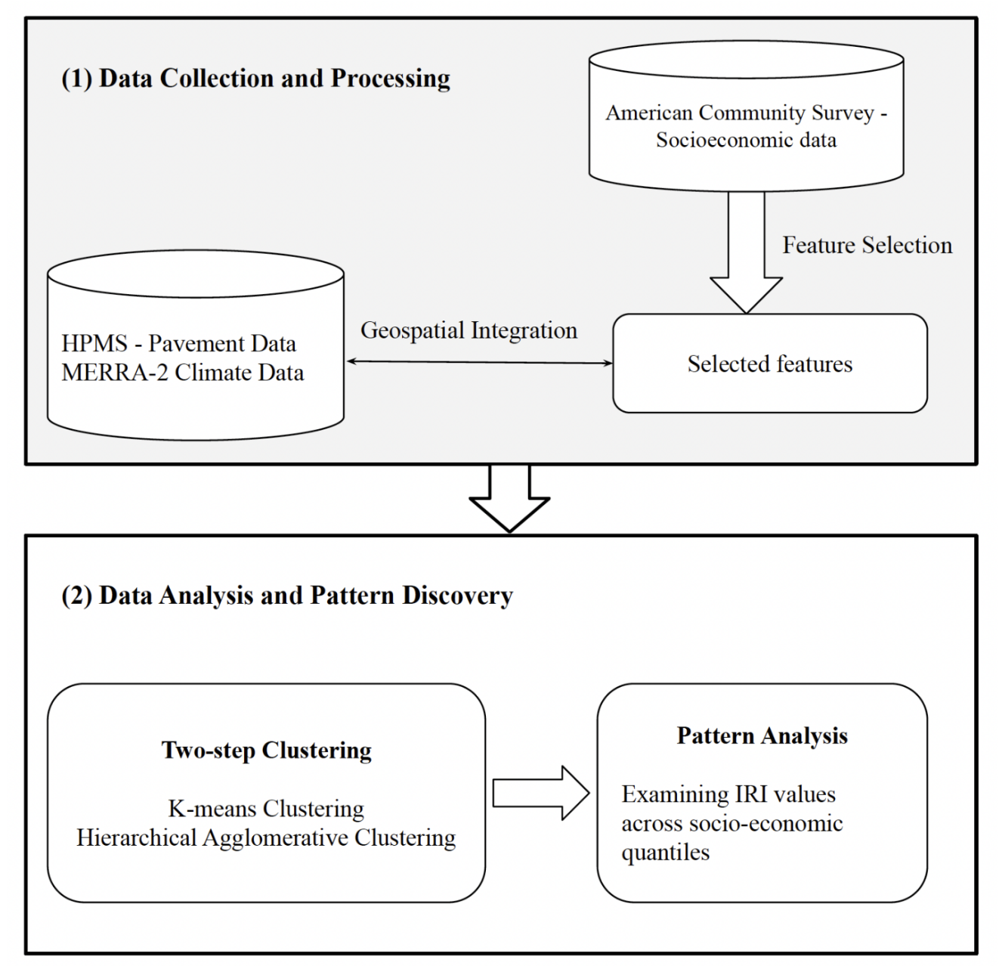 (1) Data Collection and Processing
American Community Survey -
Socioeconomic data
Feature Selection
HPMS - Pavement Data
MERRA-2 Climate Data
Geospatial Integration
Selected features
(2) Data Analysis and Pattern Discovery
Two-step Clustering
K-means Clustering
Hierarchical Agglomerative Clustering
Pattern Analysis
Examining IRI values
across socio-economic
quantiles